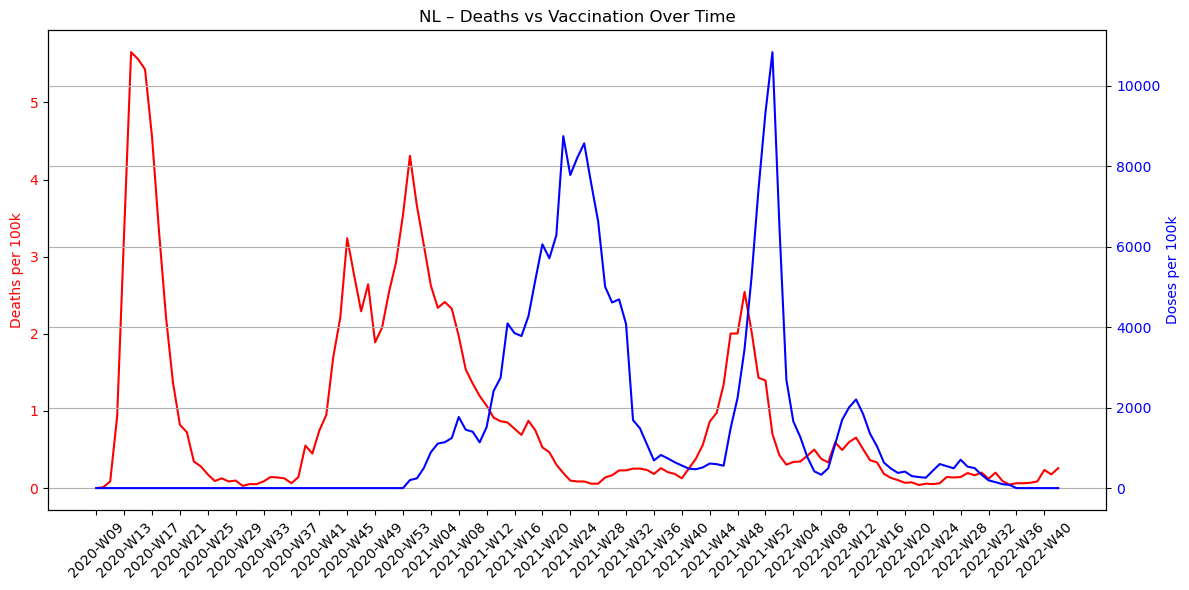 NL – Deaths vs Vaccination Over Time
Deaths per 100k
5
4
3
2
1
0
10000
8000
6000
4000
2000
0
Doses per 100k
2020-W09
2020-W13
2020-W17
2020-W21
2020-W25
2020-W29
2020-W33
2020-W37
2020-W41
2020-W45
2020-W49
2020-W53
2021-W04
2021-W08
2021-W12
2021-W16
2021-W20
2021-W24
2021-W28
2021-W32
2021-W36
2021-W40
2021-W44
2021-W48
2021-W52
2022-W04
2022-W08
2022-W12
2022-W16
2022-W20
2022-W24
2022-W28
2022-W32
2022-W36
2022-W40